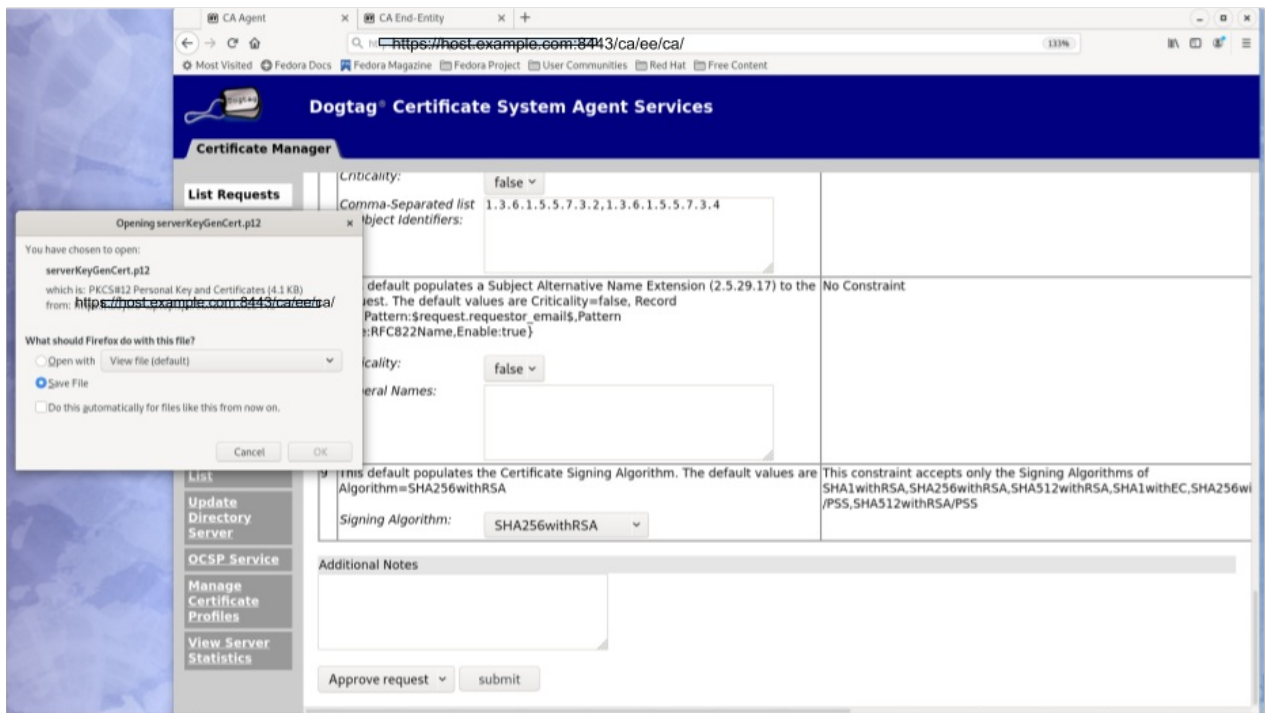 CA Agent
CA End-Entity
https://host.example.com:8443/ca/ee/ca/
133%
Most Visited Fedora Docs Fedora Magazine Fedora Project User Communities Red Hat Free Content
Dogtag® Certificate System Agent Services
Certificate Manager
List Requests
Criticality:
false
Comma-Separated list
bject Identifiers:
1.3.6.1.5.5.7.3.2,1.3.6.1.5.5.7.3.4
Opening serverKeyGenCert.p12
You have chosen to open:
serverKeyGenCert.p12
which is: PKCS#12 Personal Key and Certificates (4.1 KB)
from: https://host.example.com:8443/ca/ee/ca/
What should Firefox do with this file?
Open with View file (default)
Save File
Do this automatically for files like this from now on.
Cancel OK
default populates a Subject Alternative Name Extension (2.5.29.17) to the
est. The default values are Criticality=false, Record
Pattern:$request.requestor_email$,Pattern
e:RFC822Name,Enable:true}
No Constraint
icality:
false
eral Names:
List
Update
Directory
Server
OCSP Service
Manage
Certificate
Profiles
View Server
Statistics
9 This default populates the Certificate Signing Algorithm. The default values are
Algorithm=SHA256withRSA
This constraint accepts only the Signing Algorithms of
SHA1withRSA,SHA256withRSA,SHA512withRSA,SHA1withEC,SHA256wi
/PSS,SHA512withRSA/PSS
Signing Algorithm:
SHA256withRSA
Additional Notes
Approve request submit